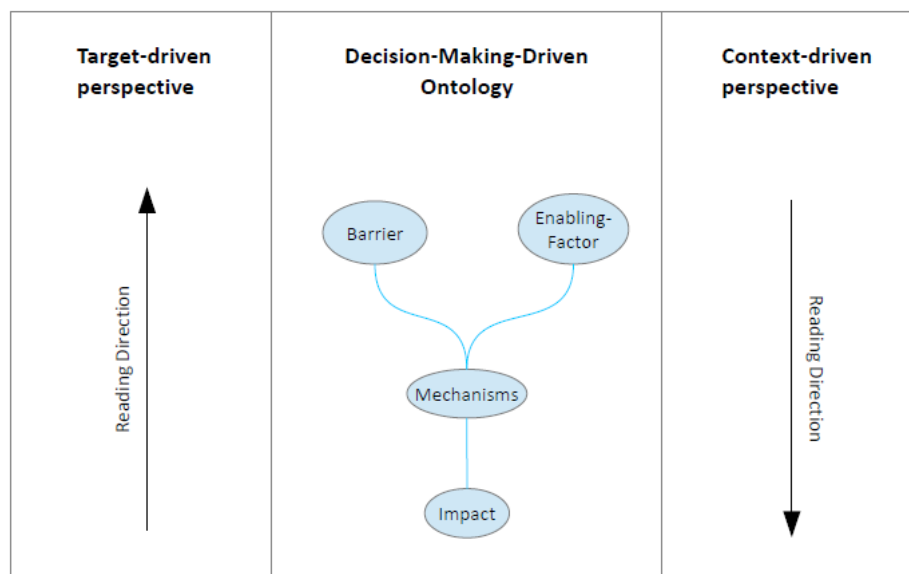 Target-driven
perspective
Decision-Making-Driven
Ontology
Context-driven
perspective
Reading Direction
Barrier
Enabling-
Factor
Mechanisms
Impact
Reading Direction